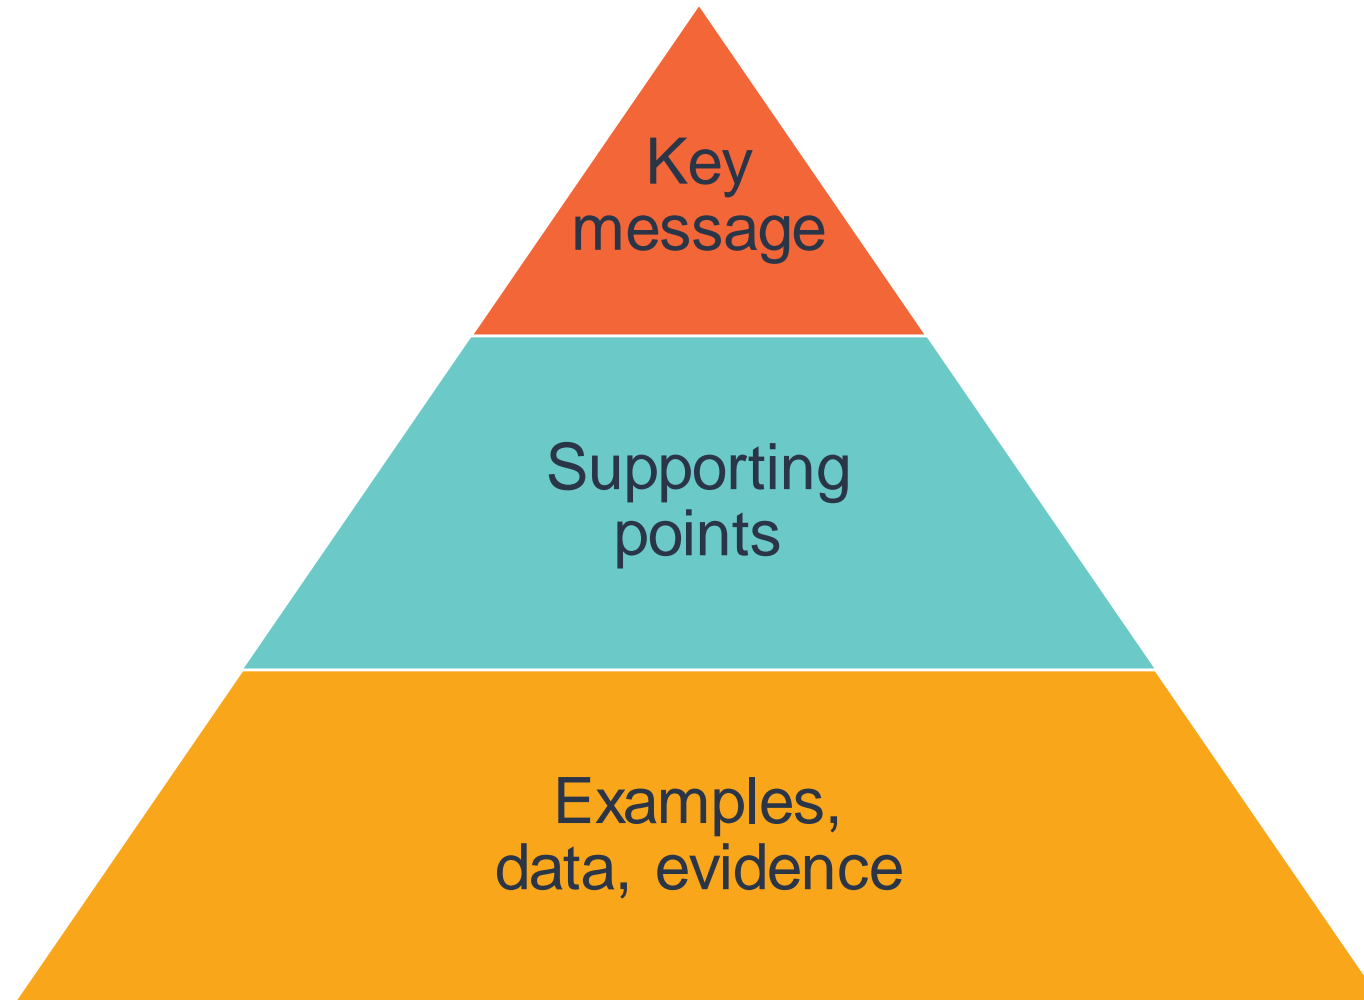 Key
message
Supporting
points
Examples,
data, evidence